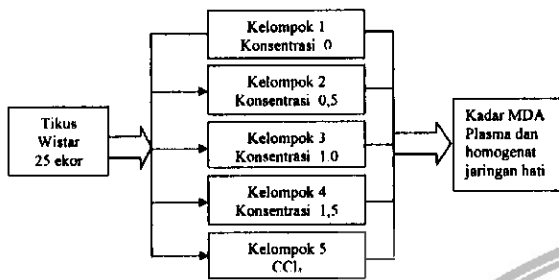 Tikus
Wistar
25 ekor
Kelompok 1
Konsentrasi 0
Kelompok 2
Konsentrasi 0,5
Kelompok 3
Konsentrasi 1.0
Kelompok 4
Konsentrasi 1,5
Kelompok 5
CCl₄
Kadar MDA
Plasma dan
homogenat
jaringan hati